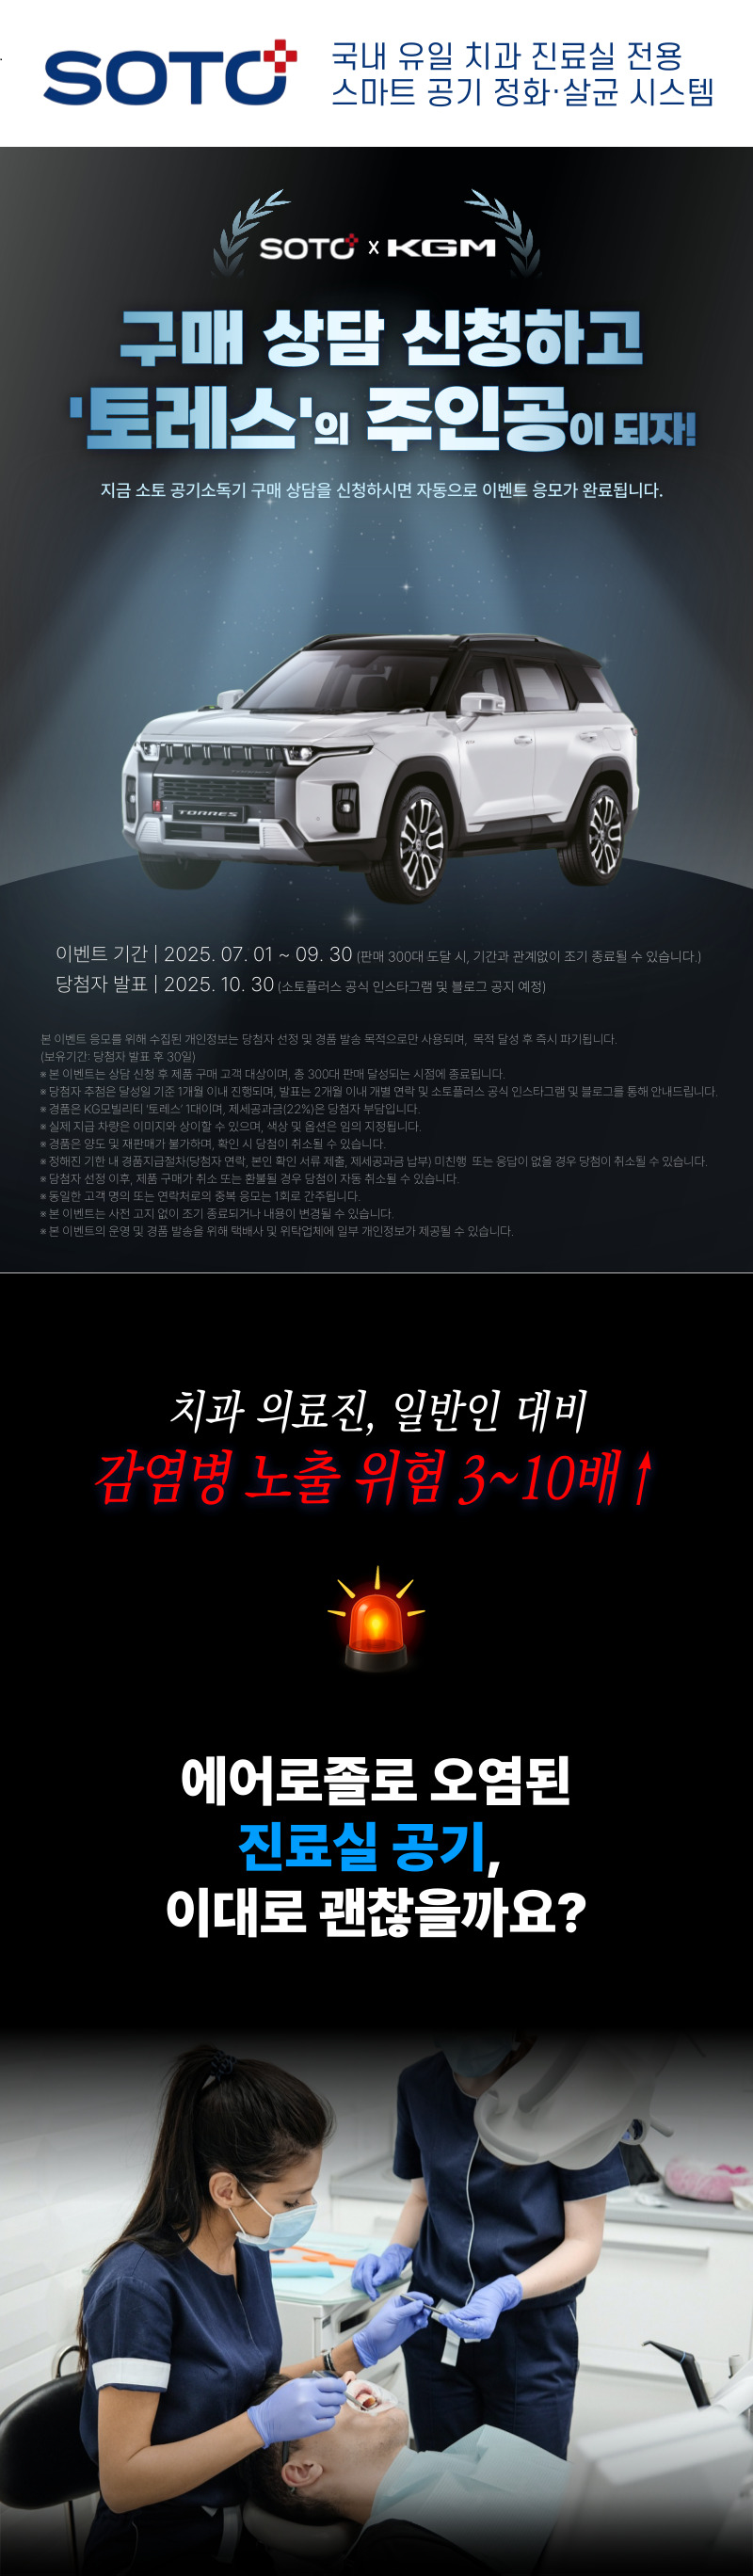 SOTO
국내 유일 치과 진료실 전용
스마트 공기 정화·살균 시스템
SOTO x KGM
구매 상담 신청하고
'토레스'의 주인공이 되자!
지금 소토 공기소독기 구매 상담을 신청하시면 자동으로 이벤트 응모가 완료됩니다.
TORRES
이벤트 기간 | 2025. 07. 01 ~ 09. 30 (판매 300대 도달 시, 기간과 관계없이 조기 종료될 수 있습니다.)
당첨자 발표 | 2025. 10. 30 (소토플러스 공식 인스타그램 및 블로그 공지 예정)
본 이벤트 응모를 위해 수집된 개인정보는 당첨자 선정 및 경품 발송 목적으로만 사용되며, 목적 달성 후 즉시 파기됩니다.
(보유기간: 당첨자 발표 후 30일)
※ 본 이벤트는 상담 신청 후 제품 구매 고객 대상이며, 총 300대 판매 달성되는 시점에 종료됩니다.
※ 당첨자 추첨은 달성일 기준 1개월 이내 진행되며, 발표는 2개월 이내 개별 연락 및 소토플러스 공식 인스타그램 및 블로그를 통해 안내드립니다.
※ 경품은 KG모빌리티 '토레스' 1대이며, 제세공과금(22%)은 당첨자 부담입니다.
※ 실제 지급 차량은 이미지와 상이할 수 있으며, 색상 및 옵션은 임의 지정됩니다.
※ 경품은 양도 및 재판매가 불가하며, 확인 시 당첨이 취소될 수 있습니다.
※ 정해진 기한 내 경품지급절차(당첨자 연락, 본인 확인 서류 제출, 제세공과금 납부) 미진행 또는 응답이 없을 경우 당첨이 취소될 수 있습니다.
※ 당첨자 선정 이후, 제품 구매가 취소 또는 환불될 경우 당첨이 자동 취소될 수 있습니다.
※ 동일한 고객 명의 또는 연락처로의 중복 응모는 1회로 간주됩니다.
※ 본 이벤트는 사전 고지 없이 조기 종료되거나 내용이 변경될 수 있습니다.
※ 본 이벤트의 운영 및 경품 발송을 위해 택배사 및 위탁업체에 일부 개인정보가 제공될 수 있습니다.
치과 의료진, 일반인 대비
감염병 노출 위험 3~10배↑
에어로졸로 오염된
진료실 공기,
이대로 괜찮을까요?